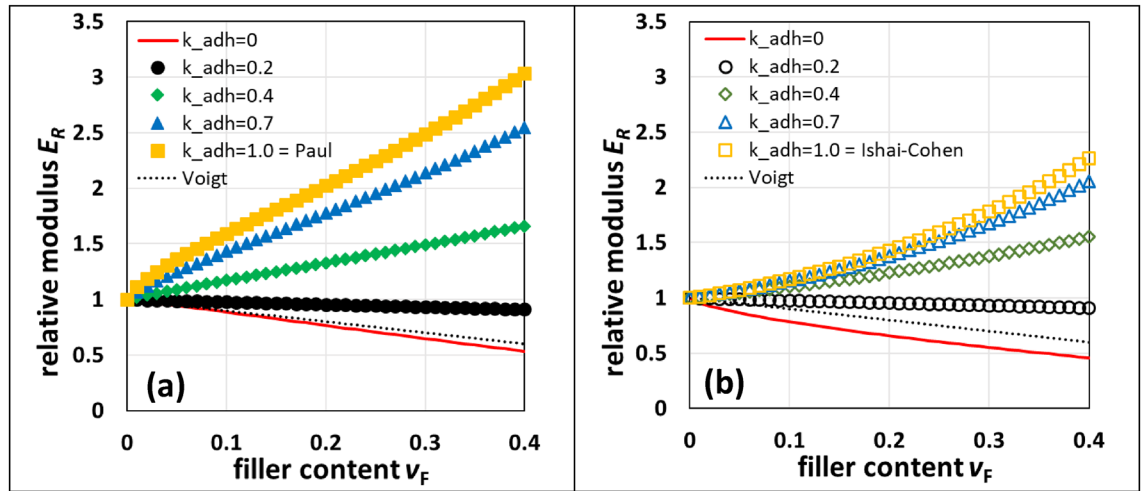 k_adh=0
k_adh=0.2
k_adh=0.4
k_adh=0.7
k_adh=1.0 = Paul
Voigt
relative modulus E_R
3.5
3
2.5
2
1.5
1
0.5
0
(a)
0 0.1 0.2 0.3 0.4
filler content v_F
k_adh=0
k_adh=0.2
k_adh=0.4
k_adh=0.7
k_adh=1.0 = Ishai-Cohen
Voigt
relative modulus E_R
3.5
3
2.5
2
1.5
1
0.5
0
(b)
0 0.1 0.2 0.3 0.4
filler content v_F